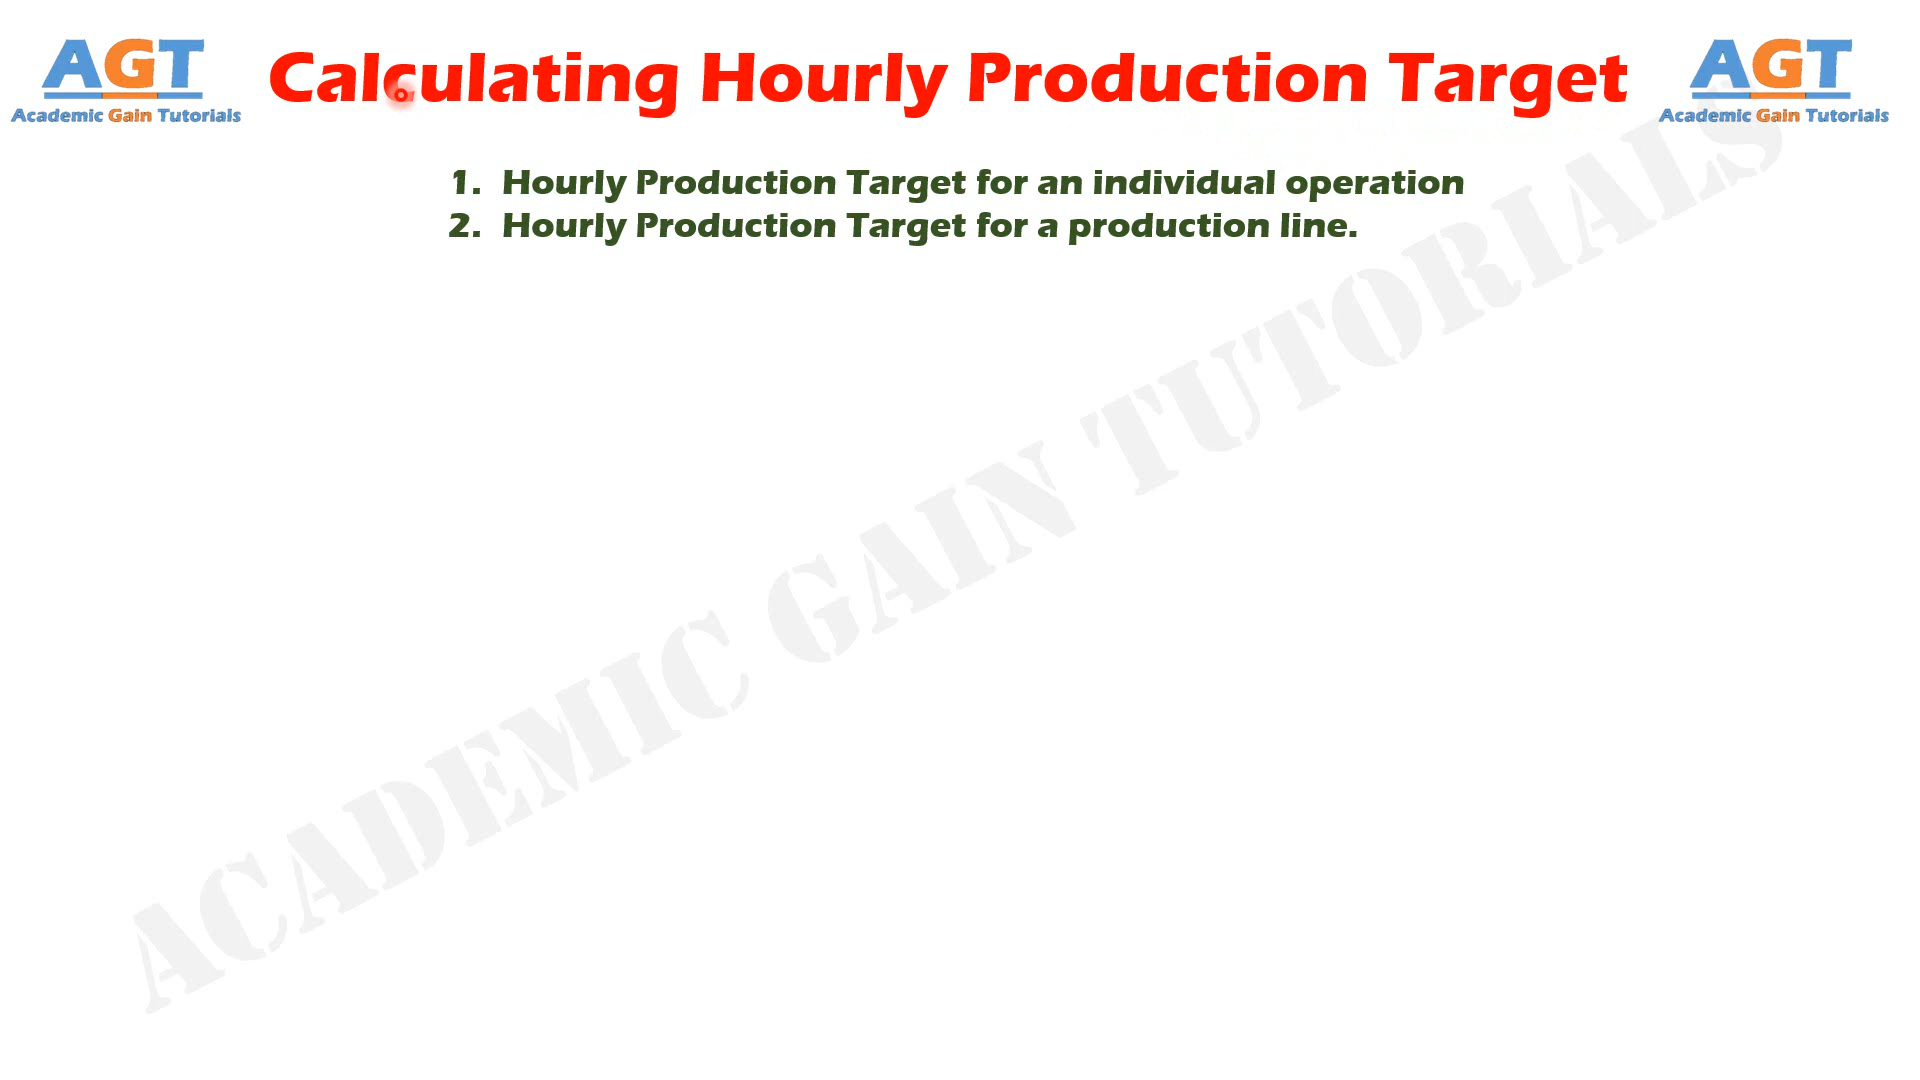 AGT
Academic Gain Tutorials
Calculating Hourly Production Target
AGT
Academic Gain Tutorials
1. Hourly Production Target for an individual operation
2. Hourly Production Target for a production line.
ACADEMIC GAIN TUTORIALS